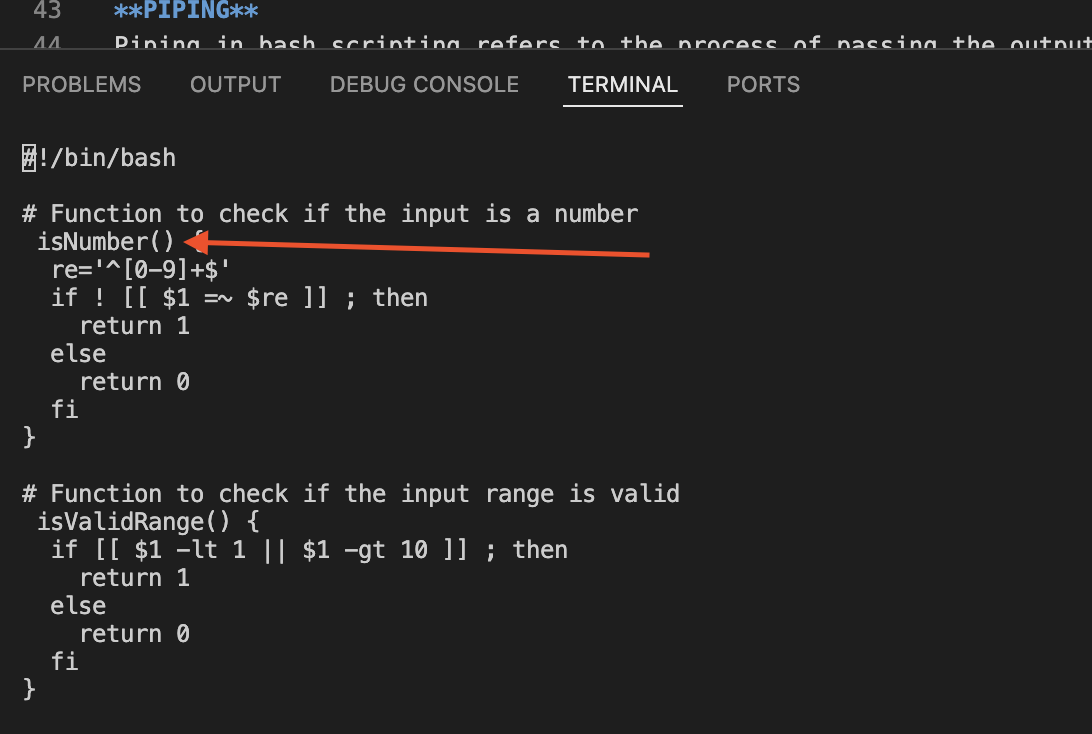 43 **PIPING**
44 Piping in bash scripting refers to the process of passing the output
PROBLEMS OUTPUT DEBUG CONSOLE TERMINAL PORTS
#!/bin/bash
# Function to check if the input is a number
isNumber() {
re='^[0-9]+$'
if ! [[ $1 =~ $re ]] ; then
return 1
else
return 0
fi
}
# Function to check if the input range is valid
isValidRange() {
if [[ $1 -lt 1 || $1 -gt 10 ]] ; then
return 1
else
return 0
fi
}